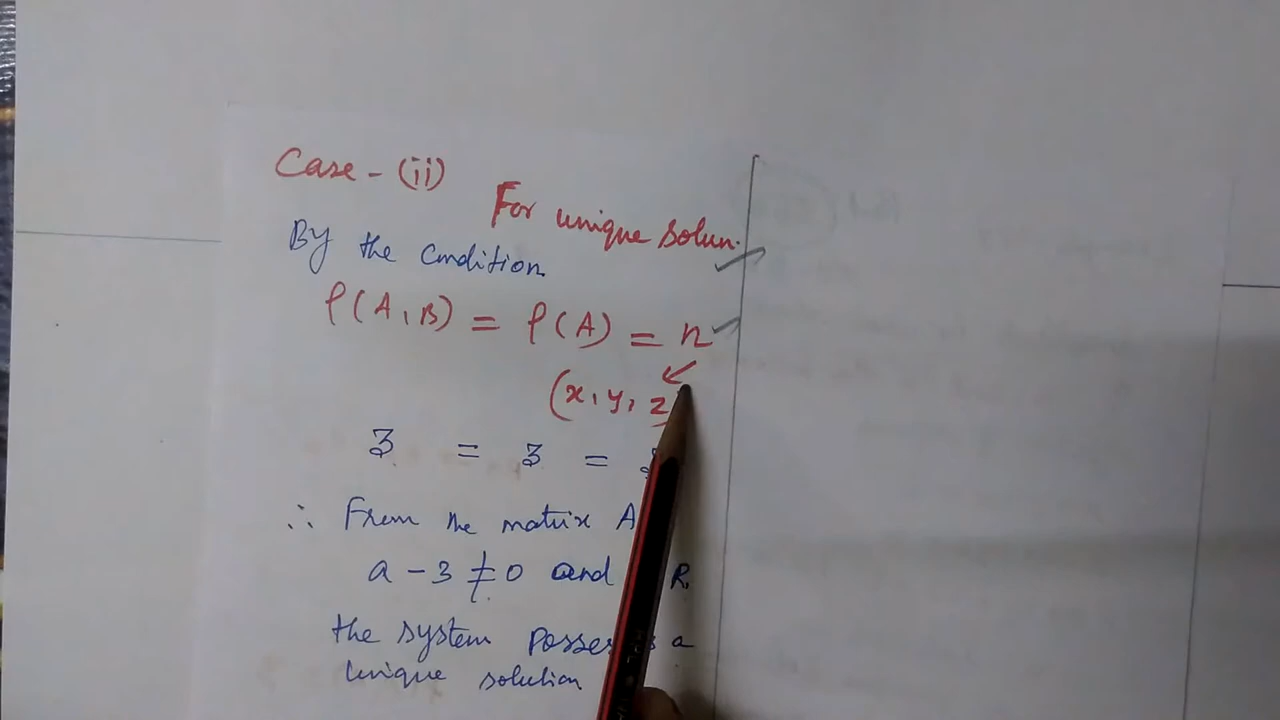 Case - (ii)
For unique Solun.
By the condition
ρ(A, B) = ρ(A) = n
(x, y, z
3 = 3 =
∴ From the matrix A
a - 3 ≠ 0 and R
the system a
unique solution